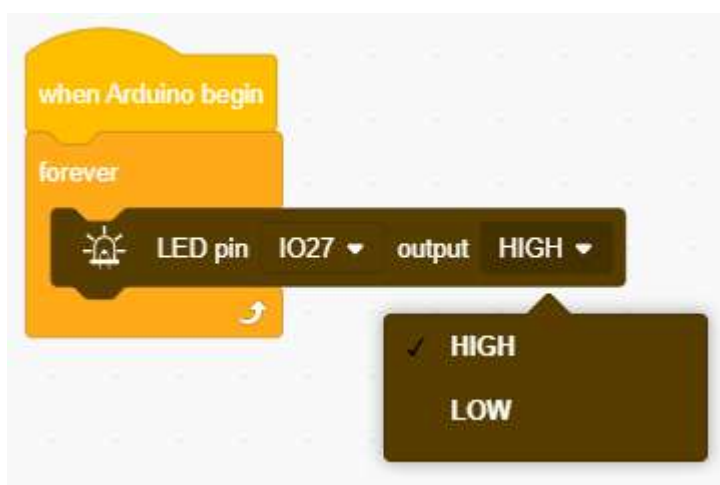 when Arduino begin
forever
LED pin IO27 output HIGH
HIGH
LOW